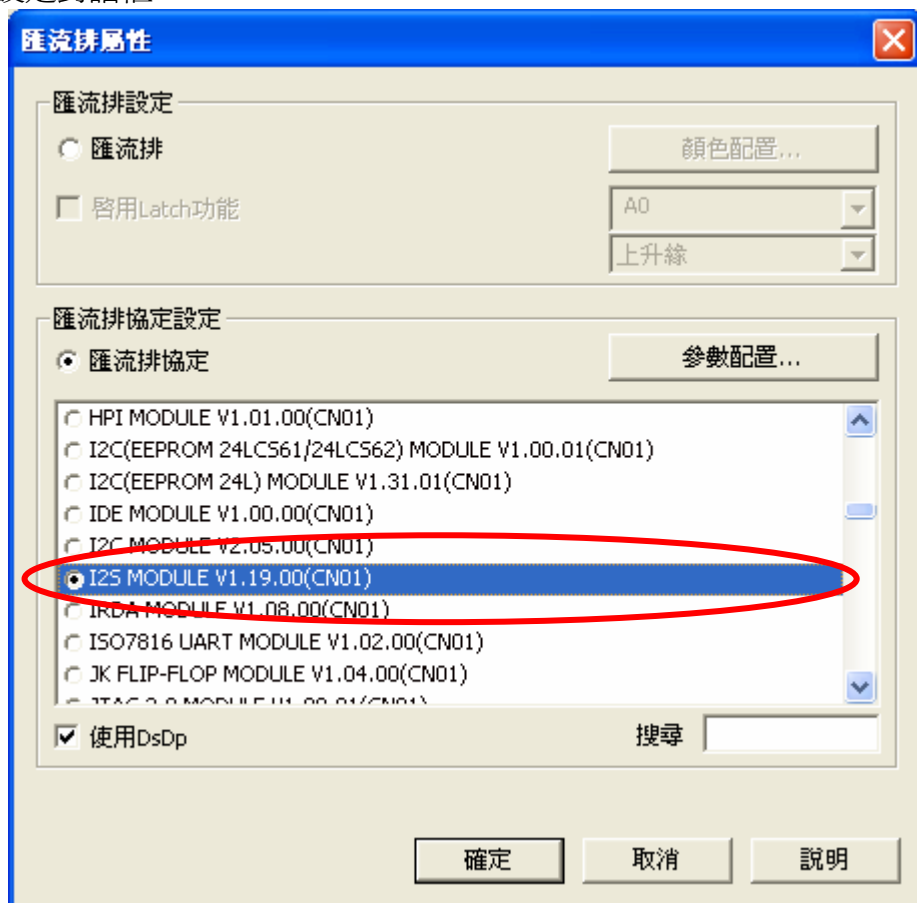 匯流排屬性
匯流排設定
匯流排
顏色配置...
啓用Latch功能
A0
上升緣
匯流排協定設定
匯流排協定
參數配置...
HPI MODULE V1.01.00(CN01)
I2C(EEPROM 24LCS61/24LCS62) MODULE V1.00.01(CN01)
I2C(EEPROM 24L) MODULE V1.31.01(CN01)
IDE MODULE V1.00.00(CN01)
I2C MODULE V2.05.00(CN01)
I2S MODULE V1.19.00(CN01)
IRDA MODULE V1.08.00(CN01)
ISO7816 UART MODULE V1.02.00(CN01)
JK FLIP-FLOP MODULE V1.04.00(CN01)
使用DsDp
搜尋
確定
取消
說明